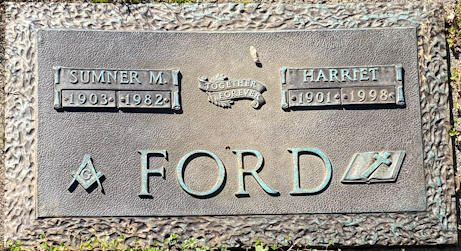 SUMNER M.
1903 1982
TOGETHER
FOREVER
HARRIET
1901 1998
G
FORD